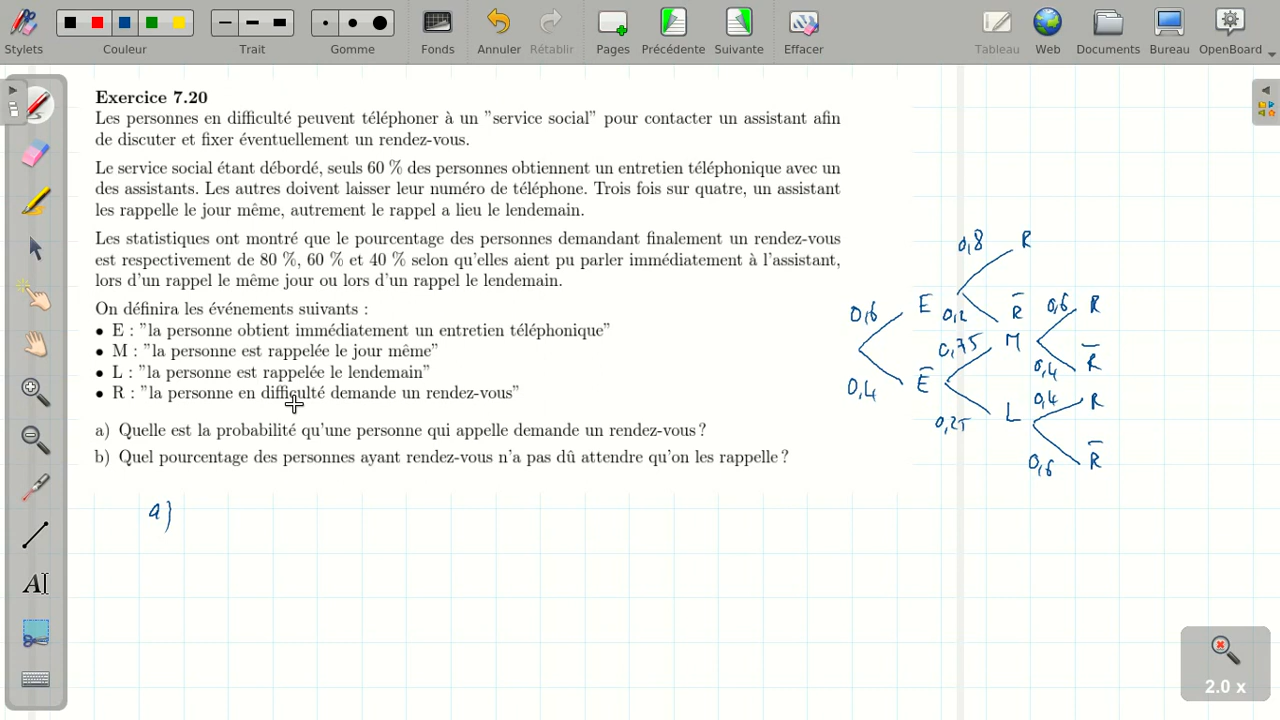 Stylets Couleur Trait Gomme Fonds Annuler Rétablir Pages Précédente Suivante Effacer Tableau Web Documents Bureau OpenBoard
Exercice 7.20
Les personnes en difficulté peuvent téléphoner à un "service social" pour contacter un assistant afin
de discuter et fixer éventuellement un rendez-vous.
Le service social étant débordé, seuls 60 % des personnes obtiennent un entretien téléphonique avec un
des assistants. Les autres doivent laisser leur numéro de téléphone. Trois fois sur quatre, un assistant
les rappelle le jour même, autrement le rappel a lieu le lendemain.
Les statistiques ont montré que le pourcentage des personnes demandant finalement un rendez-vous
est respectivement de 80 %, 60 % et 40 % selon qu'elles aient pu parler immédiatement à l'assistant,
lors d'un rappel le même jour ou lors d'un rappel le lendemain.
On définira les événements suivants :
• E : "la personne obtient immédiatement un entretien téléphonique"
• M : "la personne est rappelée le jour même"
• L : "la personne est rappelée le lendemain"
• R : "la personne en difficulté demande un rendez-vous"
a) Quelle est la probabilité qu'une personne qui appelle demande un rendez-vous ?
b) Quel pourcentage des personnes ayant rendez-vous n'a pas dû attendre qu'on les rappelle ?
a)
0,8 R
0,6 E 0,2 R̄ 0,6 R
0,75 M
0,4 Ē 0,4 R̄
0,25 L 0,4 R
0,6 R̄
AI
2.0 x